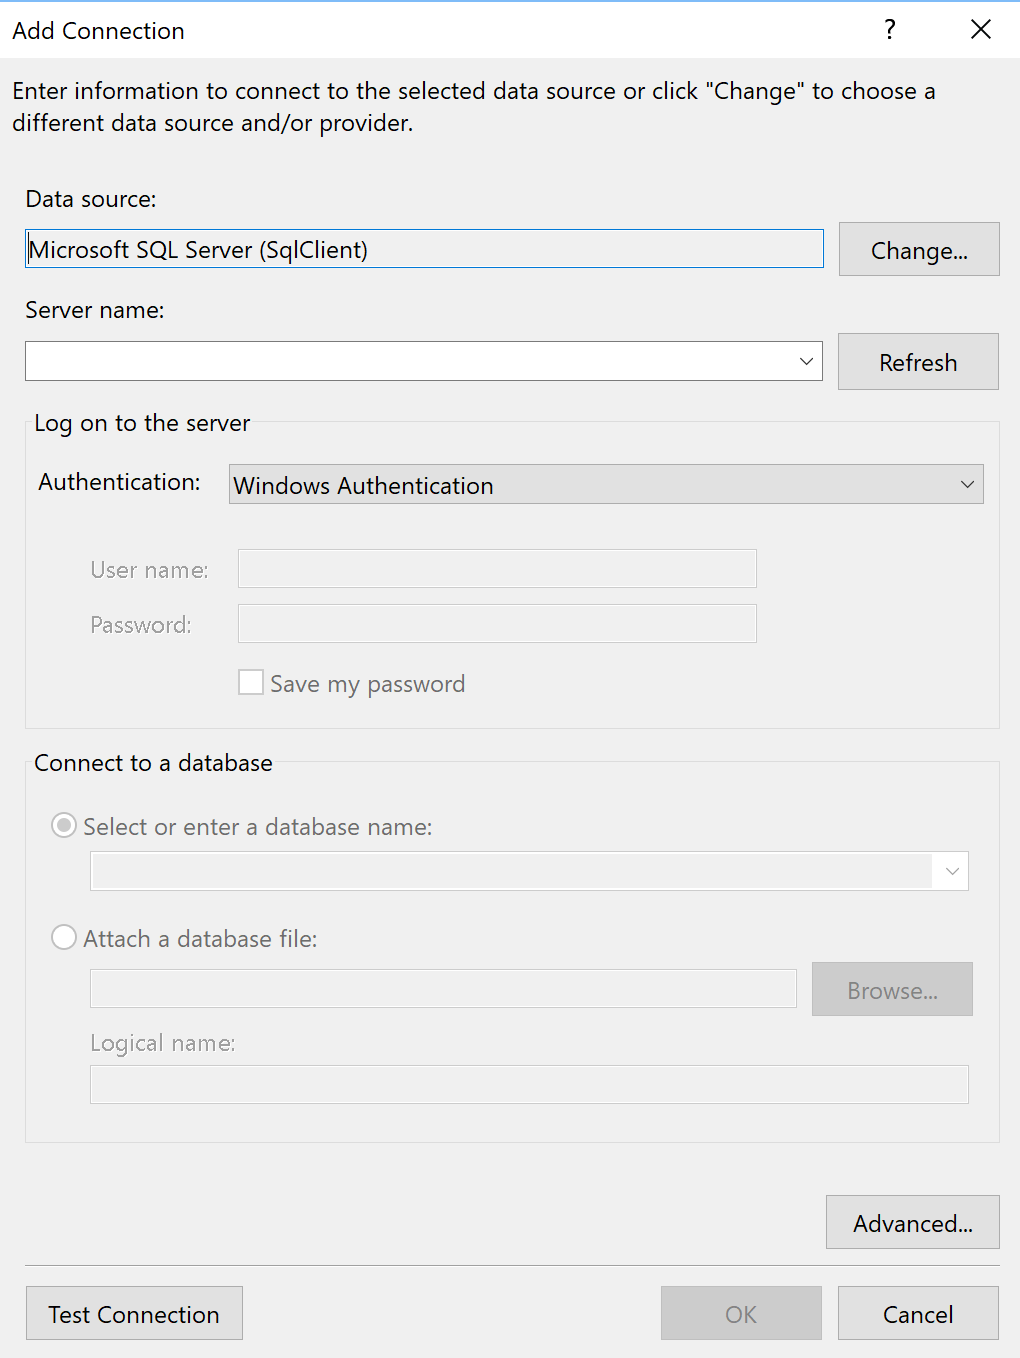 Add Connection
?
Enter information to connect to the selected data source or click "Change" to choose a
different data source and/or provider.
Data source:
Microsoft SQL Server (SqlClient)
Change...
Server name:
Refresh
Log on to the server
Authentication:
Windows Authentication
User name:
Password:
Save my password
Connect to a database
Select or enter a database name:
Attach a database file:
Browse...
Logical name:
Advanced...
Test Connection
OK
Cancel